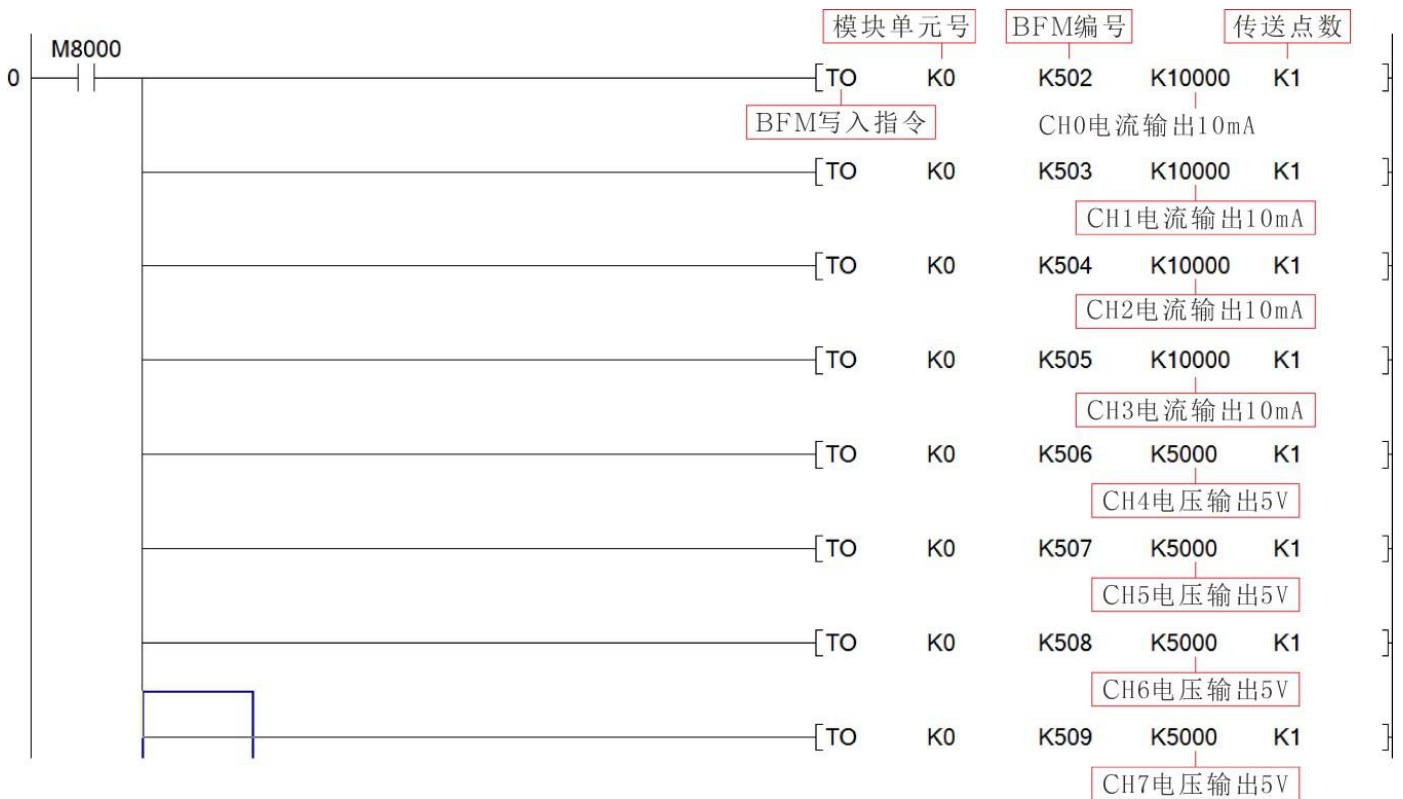 模块单元号 BFM编号 传送点数
M8000
0 TO K0 K502 K10000 K1
BFM写入指令 CH0电流输出10mA
TO K0 K503 K10000 K1
CH1电流输出10mA
TO K0 K504 K10000 K1
CH2电流输出10mA
TO K0 K505 K10000 K1
CH3电流输出10mA
TO K0 K506 K5000 K1
CH4电压输出5V
TO K0 K507 K5000 K1
CH5电压输出5V
TO K0 K508 K5000 K1
CH6电压输出5V
TO K0 K509 K5000 K1
CH7电压输出5V